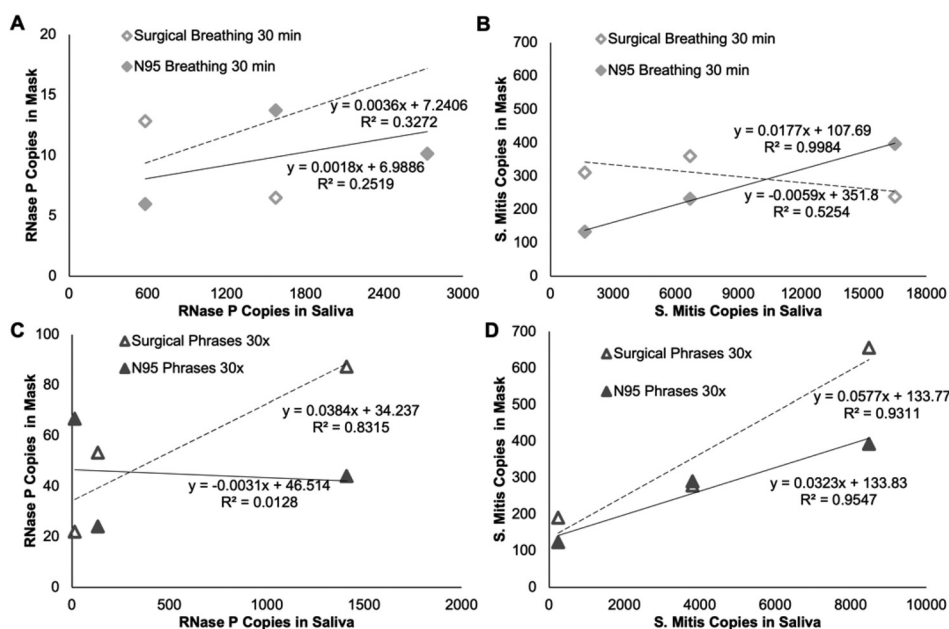 A
Surgical Breathing 30 min
N95 Breathing 30 min
RNase P Copies in Mask
20
15
10
5
0
y = 0.0036x + 7.2406
R² = 0.3272
y = 0.0018x + 6.9886
R² = 0.2519
0 600 1200 1800 2400 3000
RNase P Copies in Saliva
B
Surgical Breathing 30 min
N95 Breathing 30 min
S. Mitis Copies in Mask
700
600
500
400
300
200
100
0
y = 0.0177x + 107.69
R² = 0.9984
y = -0.0059x + 351.8
R² = 0.5254
0 3000 6000 9000 12000 15000 18000
S. Mitis Copies in Saliva
C
Surgical Phrases 30x
N95 Phrases 30x
RNase P Copies in Mask
100
80
60
40
20
0
y = 0.0384x + 34.237
R² = 0.8315
y = -0.0031x + 46.514
R² = 0.0128
0 500 1000 1500 2000
RNase P Copies in Saliva
D
Surgical Phrases 30x
N95 Phrases 30x
S. Mitis Copies in Mask
700
600
500
400
300
200
100
0
y = 0.0577x + 133.77
R² = 0.9311
y = 0.0323x + 133.83
R² = 0.9547
0 2000 4000 6000 8000 10000
S. Mitis Copies in Saliva